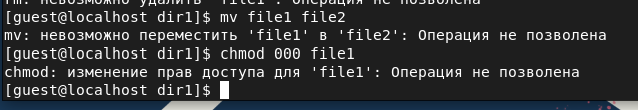 rm: невозможно удалить 'file1': Операция не позволена
[guest@localhost dir1]$ mv file1 file2
mv: невозможно переместить 'file1' в 'file2': Операция не позволена
[guest@localhost dir1]$ chmod 000 file1
chmod: изменение прав доступа для 'file1': Операция не позволена
[guest@localhost dir1]$